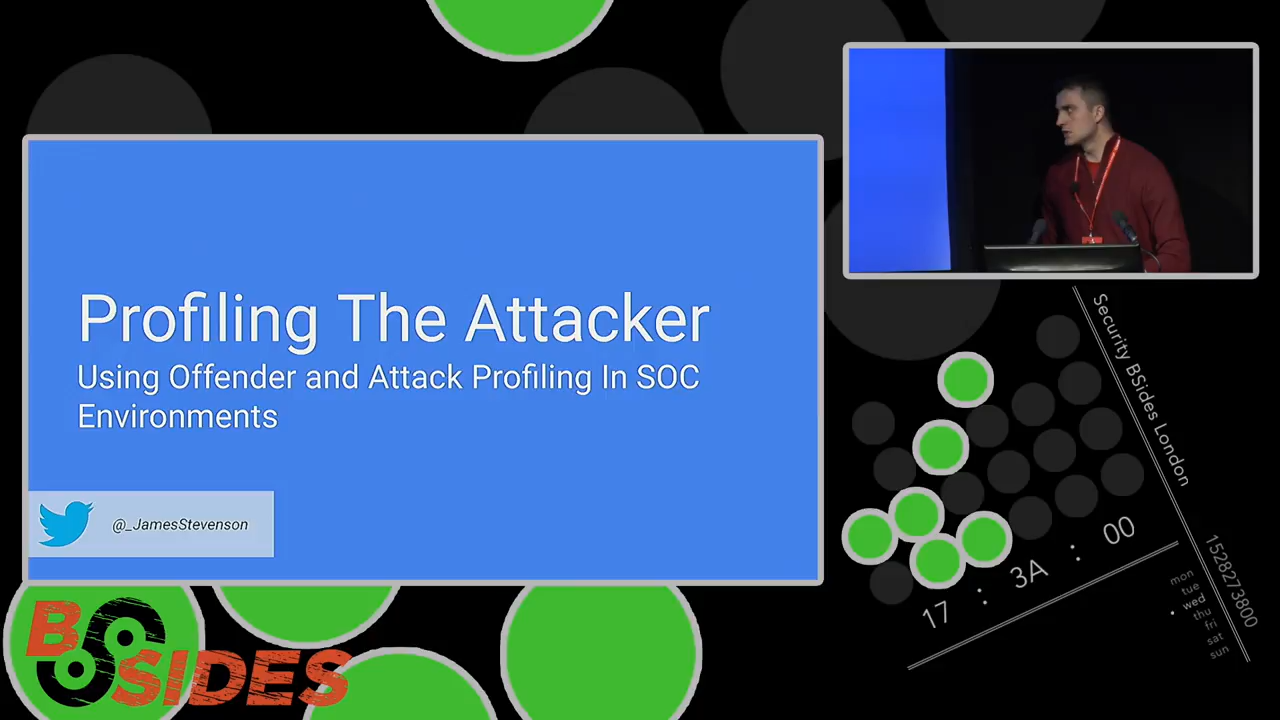 Profiling The Attacker
Using Offender and Attack Profiling In SOC
Environments
@_JamesStevenson
BSIDES
Security BSides London
17 : 3A : 00
1528273800
mon
tue
wed
thu
fri
sat
sun